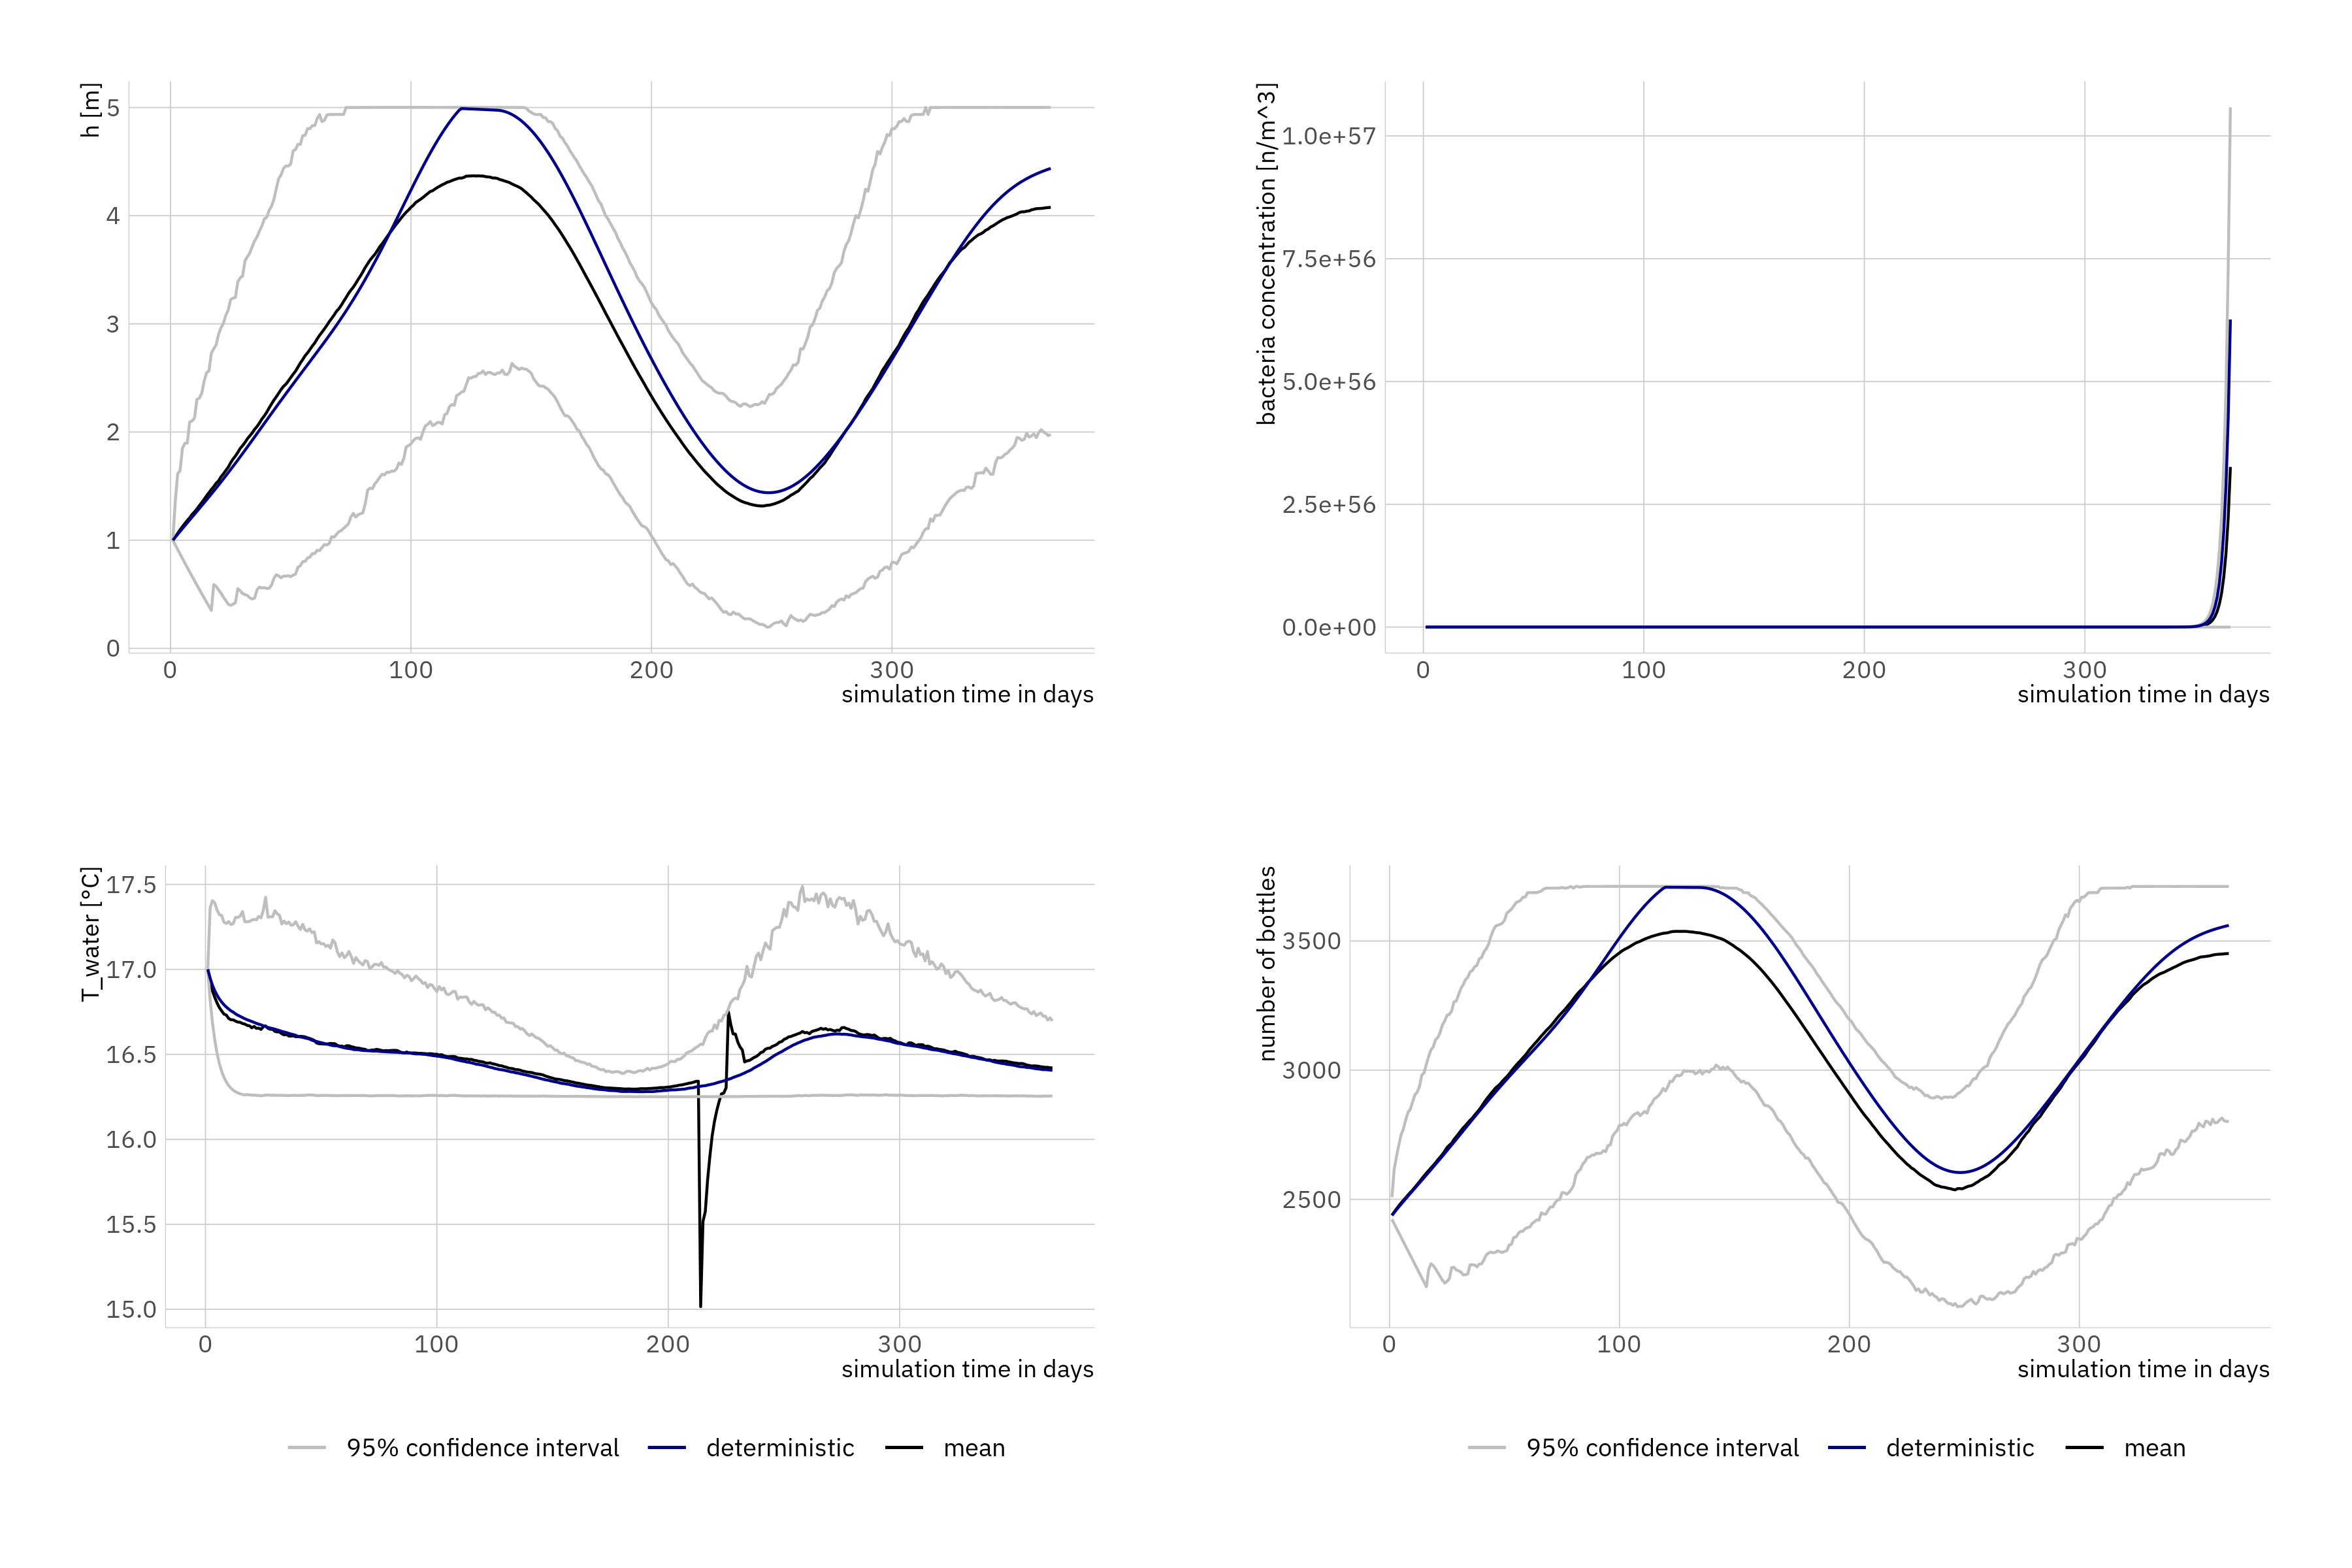 h [m]
5
4
3
2
1
0
0 100 200 300
simulation time in days
bacteria concentration [n/m^3]
1.0e+57
7.5e+56
5.0e+56
2.5e+56
0.0e+00
0 100 200 300
simulation time in days
T_water [°C]
17.5
17.0
16.5
16.0
15.5
15.0
0 100 200 300
simulation time in days
95% confidence interval deterministic mean
number of bottles
3500
3000
2500
0 100 200 300
simulation time in days
95% confidence interval deterministic mean